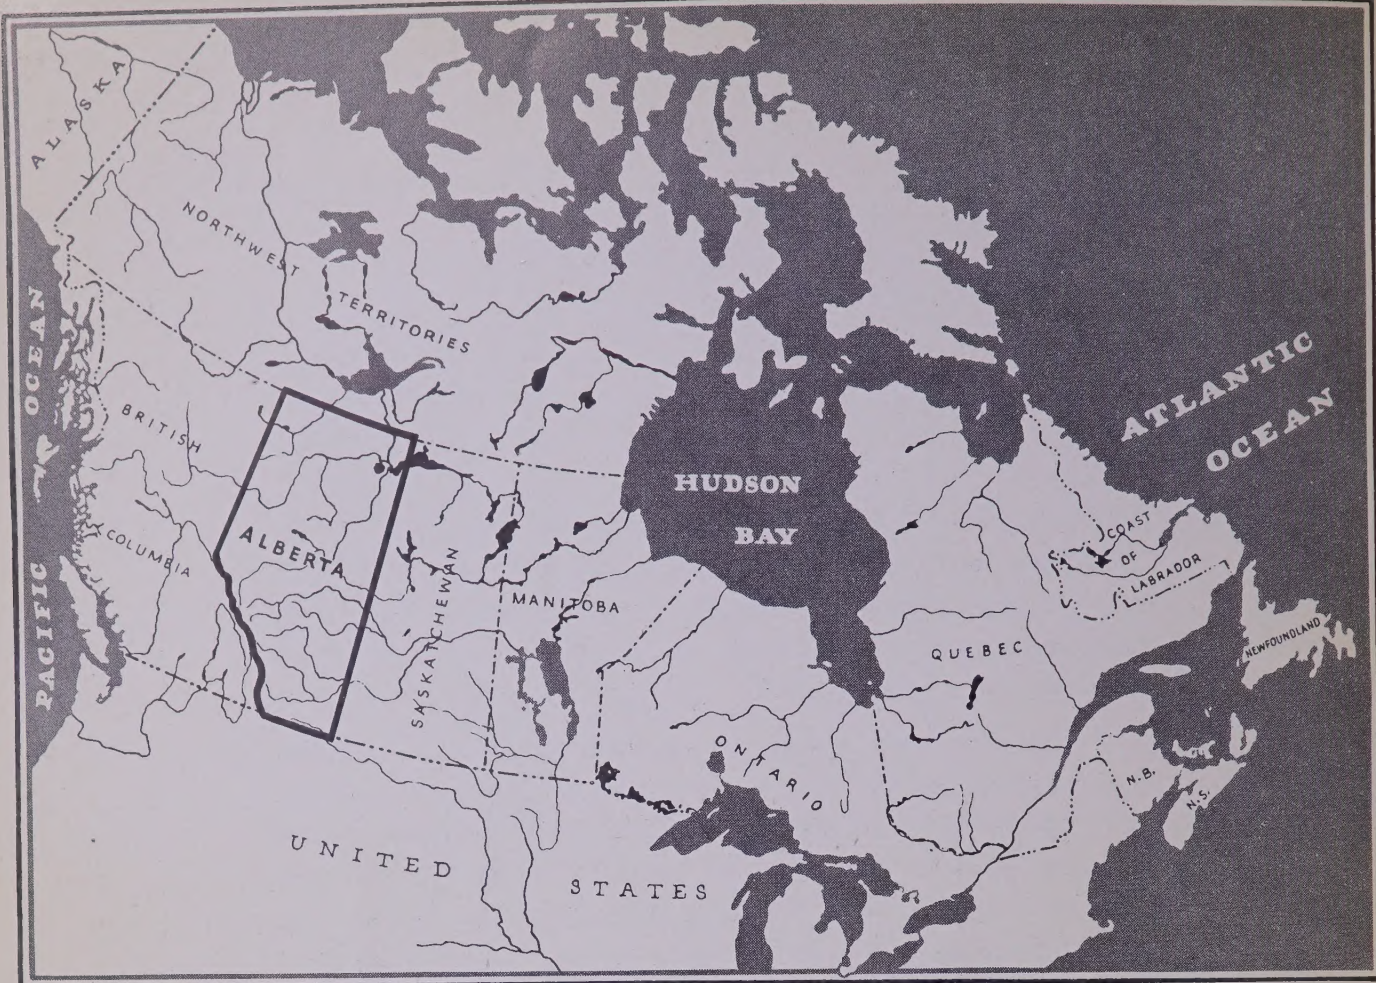 ALASKA
NORTHWEST
TERRITORIES
PACIFIC OCEAN
BRITISH
COLUMBIA
ALBERTA
SASKATCHEWAN
MANITOBA
HUDSON
BAY
ATLANTIC
OCEAN
COAST
OF
LABRADOR
NEWFOUNDLAND
QUEBEC
ONTARIO
N.B.
N.S.
UNITED
STATES